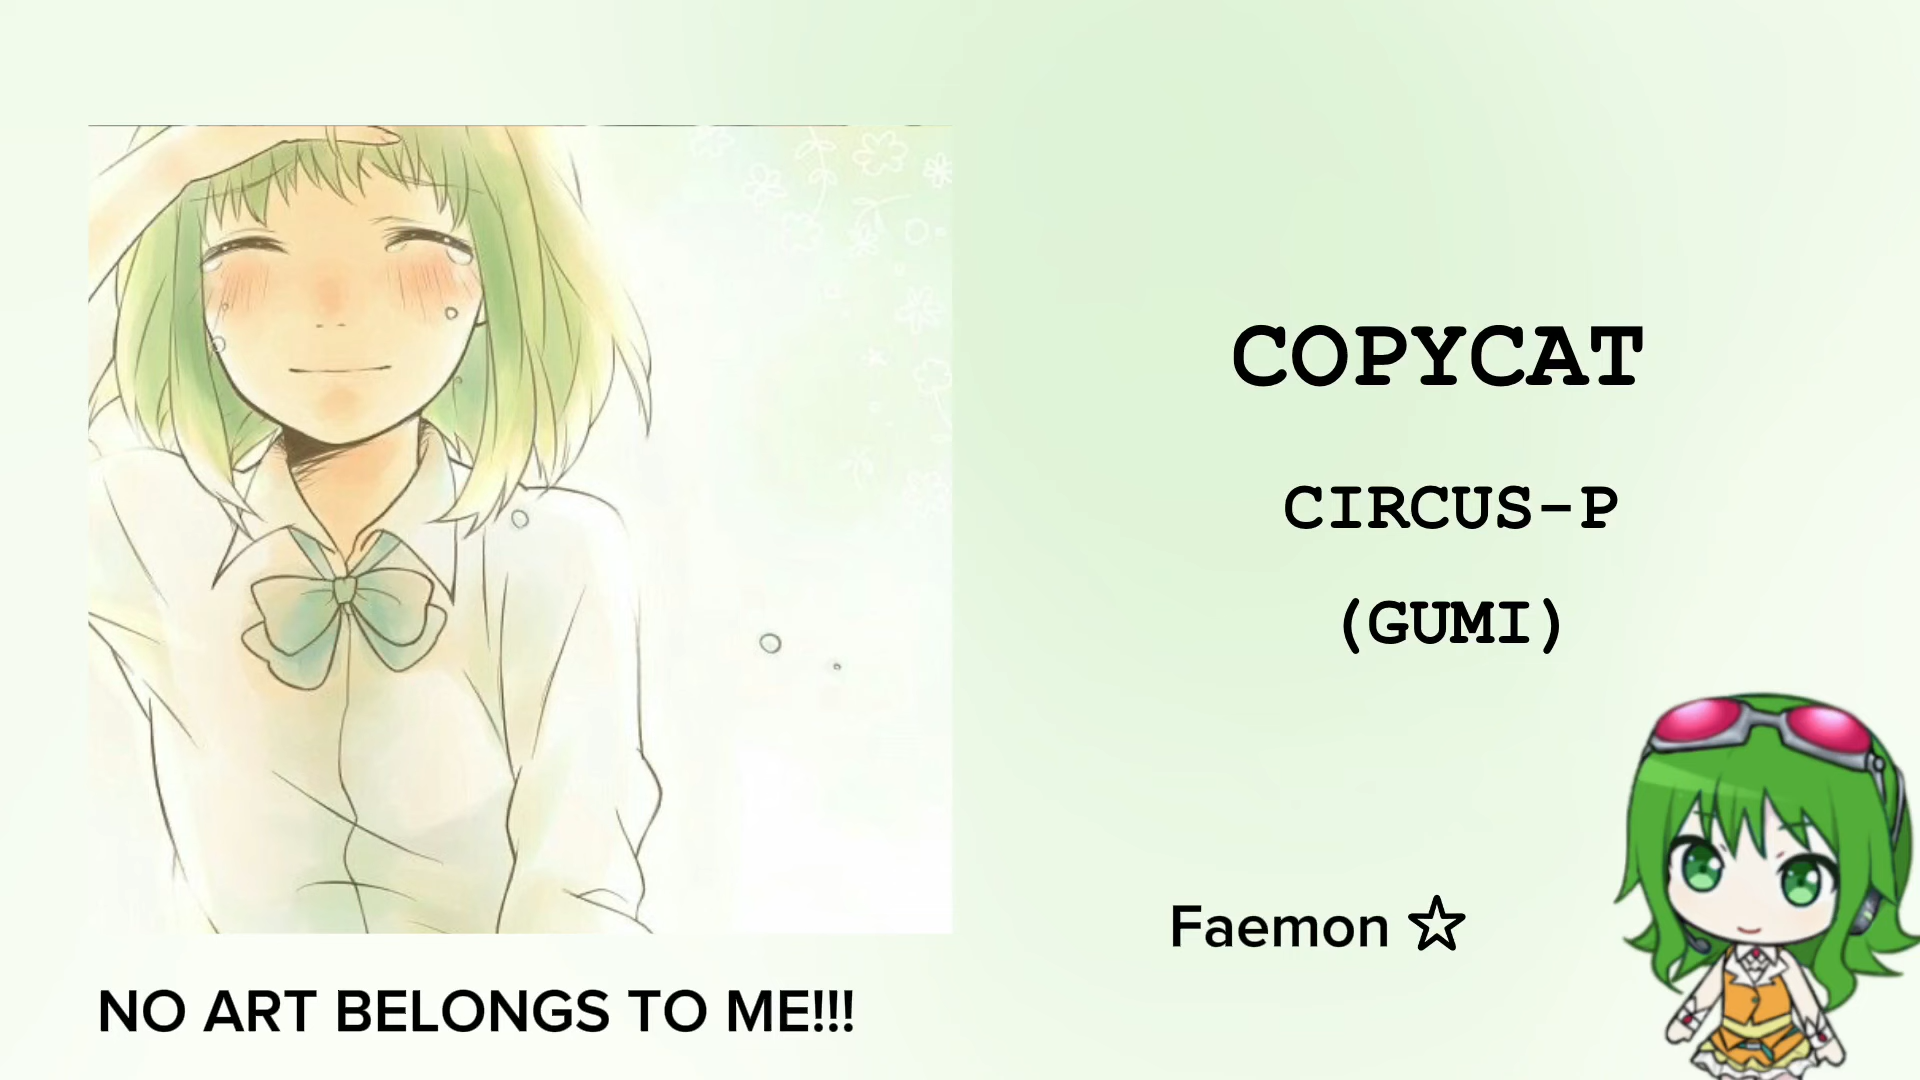 COPYCAT
CIRCUS-P
(GUMI)
Faemon ☆
NO ART BELONGS TO ME!!!